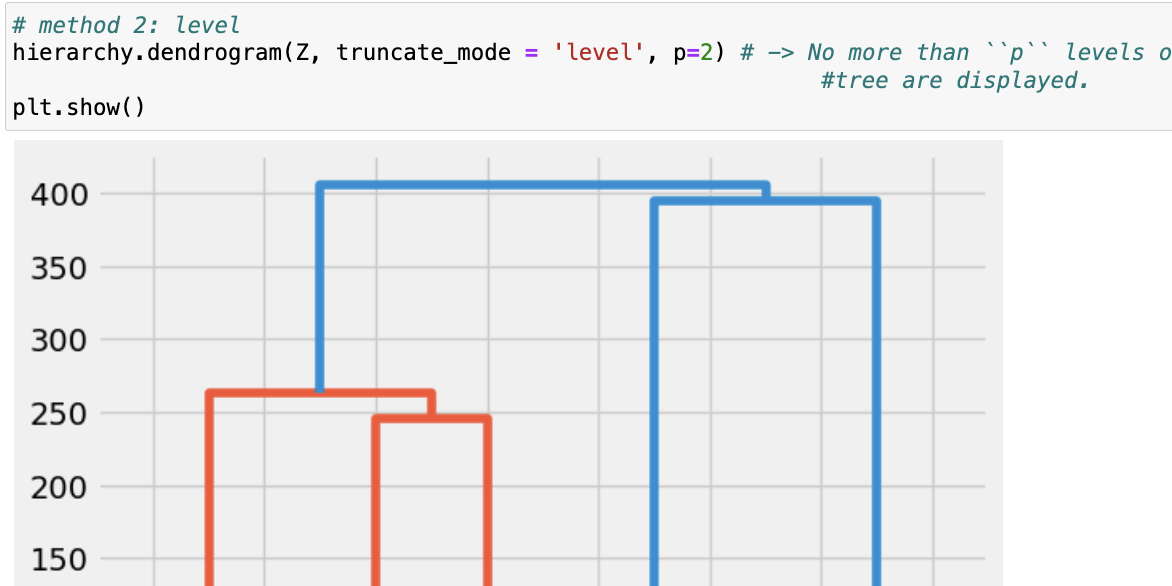 # method 2: level
hierarchy.dendrogram(Z, truncate_mode = 'level', p=2) # —> No more than ``p`` levels o
#tree are displayed.
plt.show()
400
350
300
250
200
150